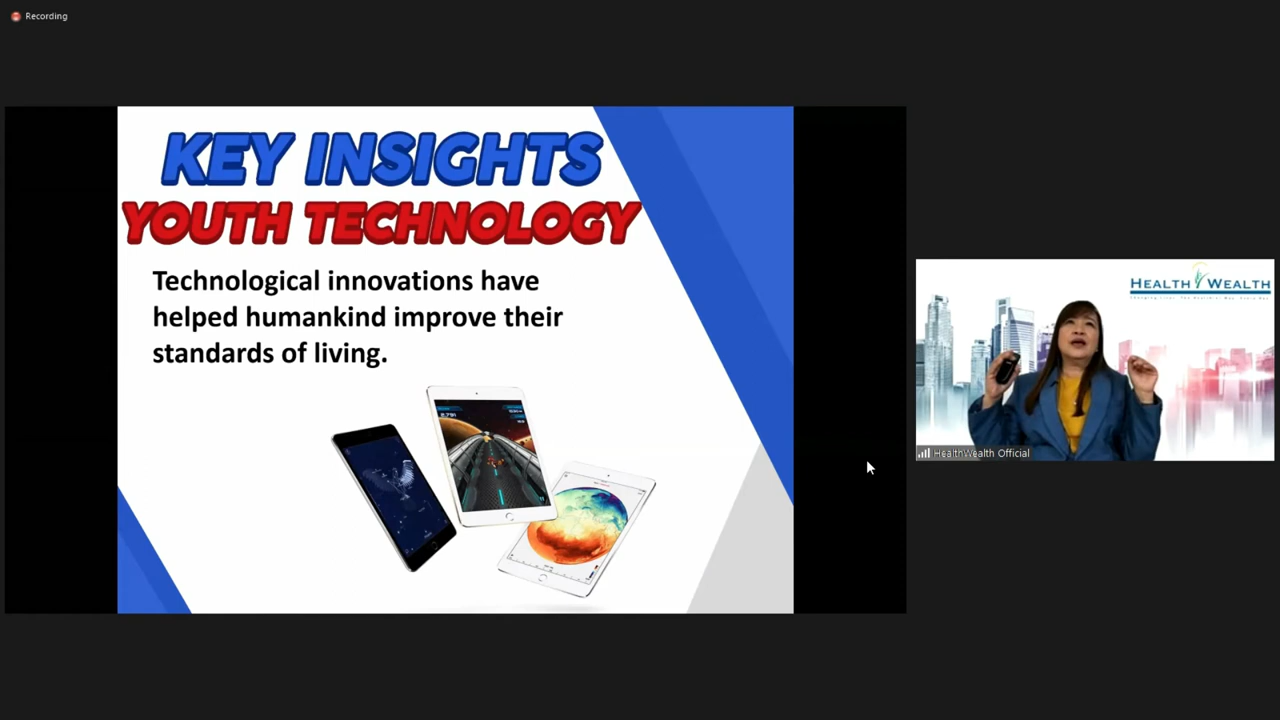 Recording
KEY INSIGHTS
YOUTH TECHNOLOGY
Technological innovations have
helped humankind improve their
standards of living.
HEALTH WEALTH
HealthWealth Official